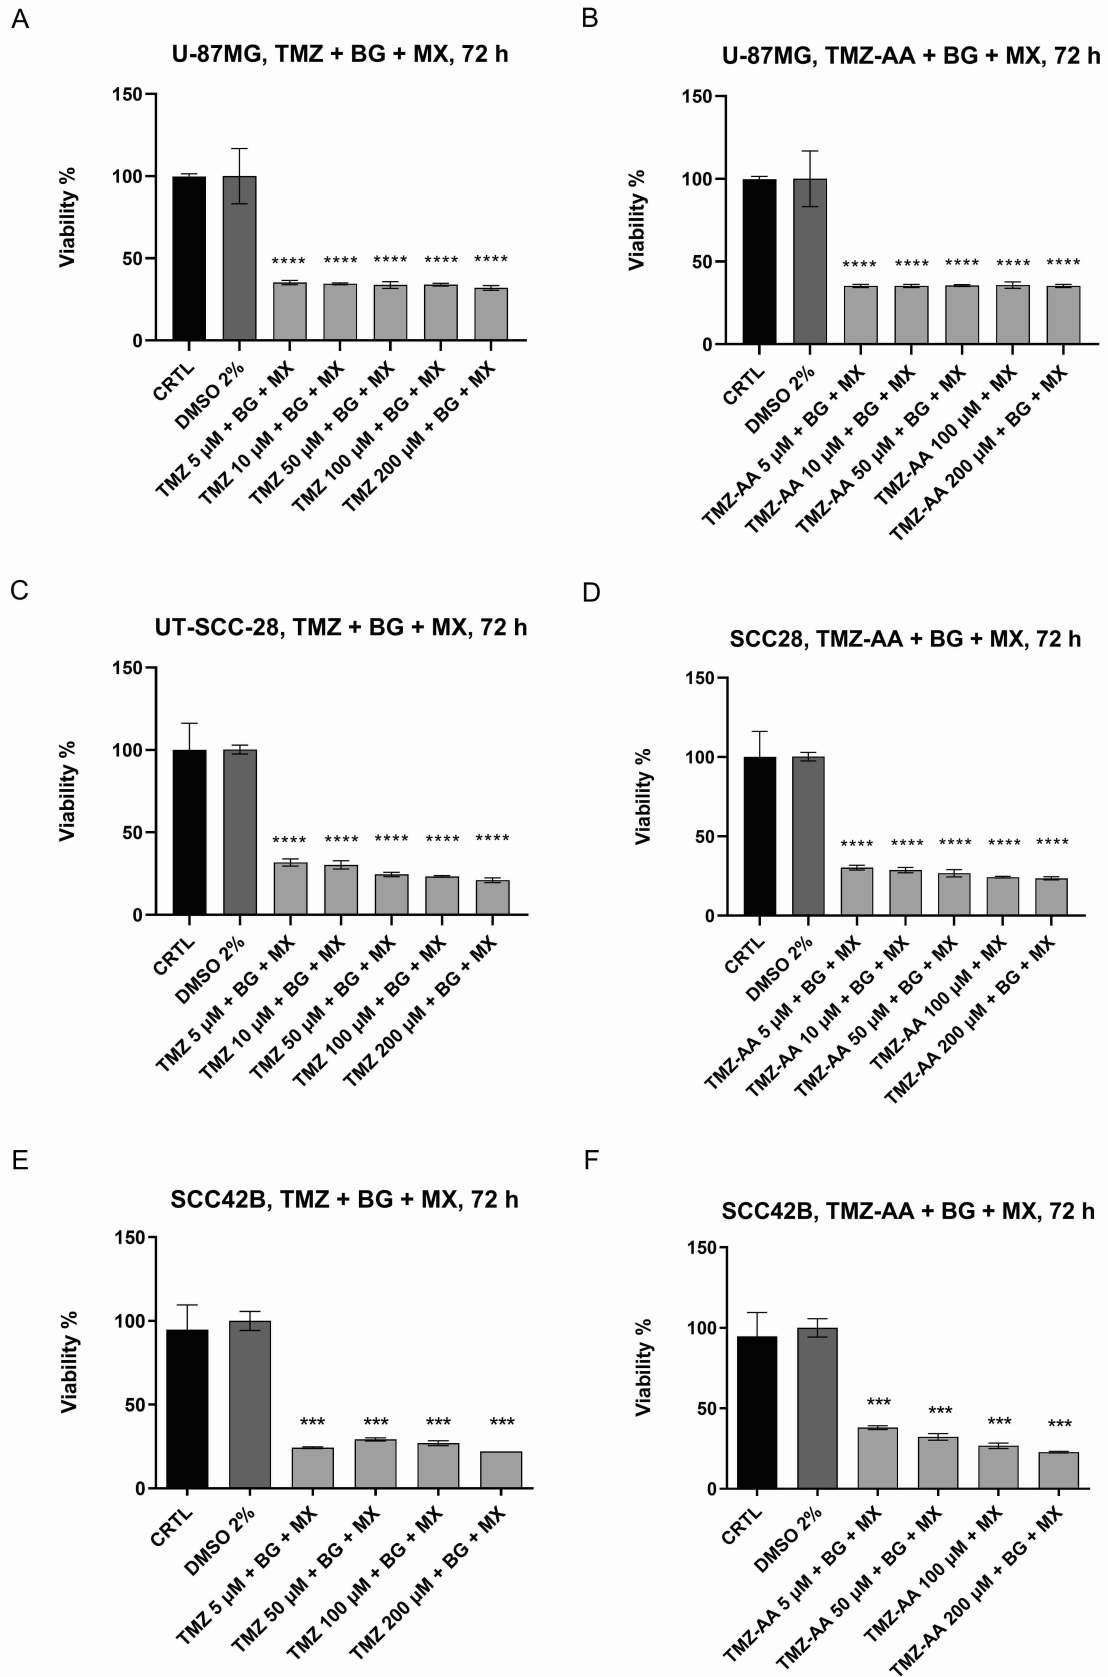 A
U-87MG, TMZ + BG + MX, 72 h
Viability %
150
100
50
0
**** **** **** **** ****
CRTL
DMSO 2%
TMZ 5 µM + BG + MX
TMZ 10 µM + BG + MX
TMZ 50 µM + BG + MX
TMZ 100 µM + BG + MX
TMZ 200 µM + BG + MX
B
U-87MG, TMZ-AA + BG + MX, 72 h
Viability %
150
100
50
0
**** **** **** **** ****
CRTL
DMSO 2%
TMZ-AA 5 µM + BG + MX
TMZ-AA 10 µM + BG + MX
TMZ-AA 50 µM + BG + MX
TMZ-AA 100 µM + MX
TMZ-AA 200 µM + BG + MX
C
UT-SCC-28, TMZ + BG + MX, 72 h
Viability %
150
100
50
0
**** **** **** **** ****
CRTL
DMSO 2%
TMZ 5 µM + BG + MX
TMZ 10 µM + BG + MX
TMZ 50 µM + BG + MX
TMZ 100 µM + BG + MX
TMZ 200 µM + BG + MX
D
SCC28, TMZ-AA + BG + MX, 72 h
Viability %
150
100
50
0
**** **** **** **** ****
CRTL
DMSO 2%
TMZ-AA 5 µM + BG + MX
TMZ-AA 10 µM + BG + MX
TMZ-AA 50 µM + BG + MX
TMZ-AA 100 µM + MX
TMZ-AA 200 µM + BG + MX
E
SCC42B, TMZ + BG + MX, 72 h
Viability %
150
100
50
0
*** *** *** ***
CRTL
DMSO 2%
TMZ 5 µM + BG + MX
TMZ 50 µM + BG + MX
TMZ 100 µM + BG + MX
TMZ 200 µM + BG + MX
F
SCC42B, TMZ-AA + BG + MX, 72 h
Viability %
150
100
50
0
*** *** *** ***
CRTL
DMSO 2%
TMZ-AA 5 µM + BG + MX
TMZ-AA 50 µM + BG + MX
TMZ-AA 100 µM + MX
TMZ-AA 200 µM + BG + MX